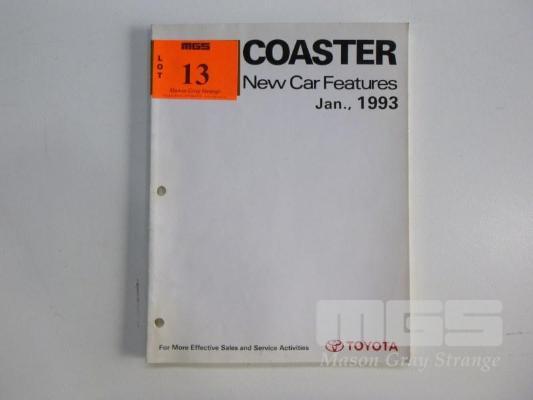 MGS
LOT
13
Mason Gray Strange
COASTER
New Car Features
Jan., 1993
For More Effective Sales and Service Activities
TOYOTA
MGS
Mason Gray Strange